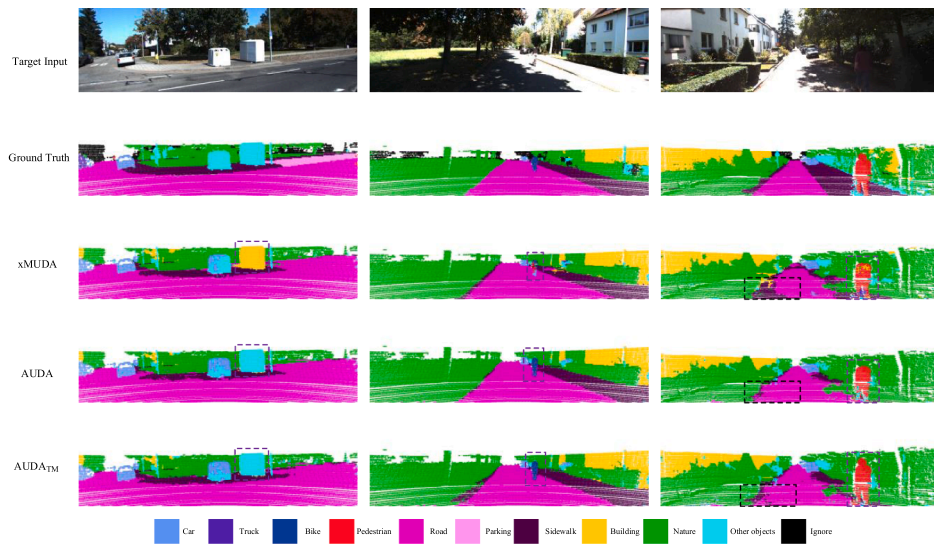 Target Input
Ground Truth
xMUDA
AUDA
AUDATM
Car Truck Bike Pedestrian Road Parking Sidewalk Building Nature Other objects Ignore